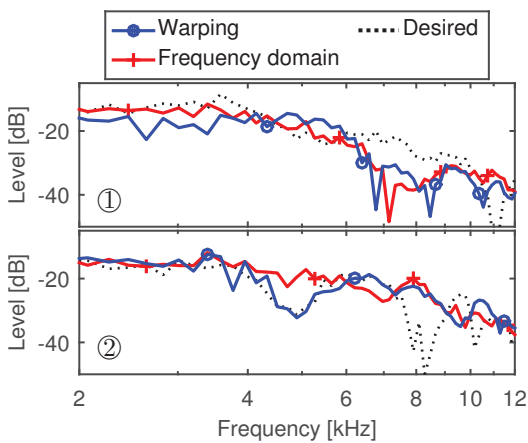 Warping
Desired
Frequency domain
Level [dB]
-20
-40
①
Level [dB]
-20
-40
②
2
4
6
8
10
12
Frequency [kHz]